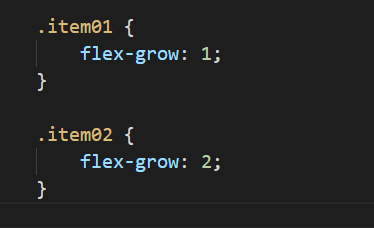 .item01 {
    flex-grow: 1;
}

.item02 {
    flex-grow: 2;
}